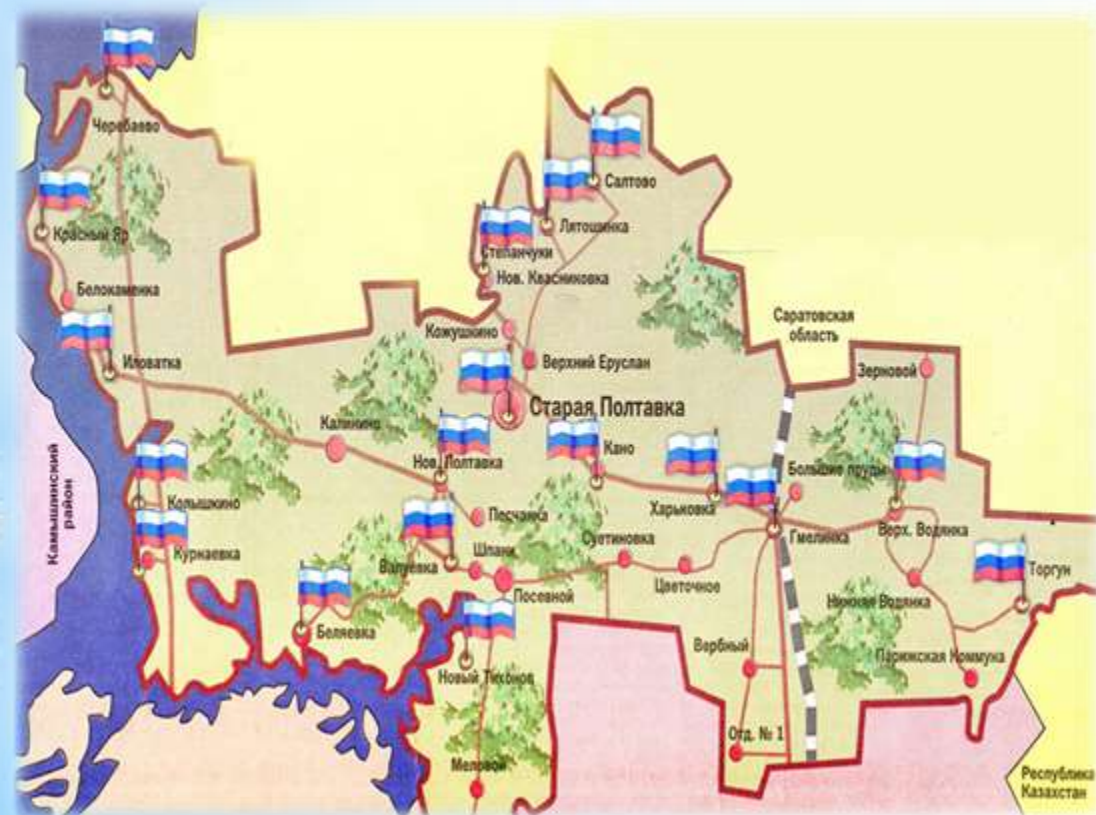 Черебаево
Салтово
Красный Яр
Лятошинка
Степанчуки
Нов. Квасниковка
Белокаменка
Саратовская
область
Кожушкино
Иловатка
Верхний Еруслан
Зерновой
Старая Полтавка
Калинино
Кано
Нов. Полтавка
Большие пруды
Камышинский
район
Колышкино
Харьковка
Песчанка
Гмелинка
Верх. Водянка
Курнаевка
Суетиновка
Шпаки
Валуевка
Торгун
Цветочное
Посевной
Нижняя Водянка
Беляевка
Вербный
Парижская Коммуна
Новый Тихонов
Отд. № 1
Меловой
Республика
Казахстан